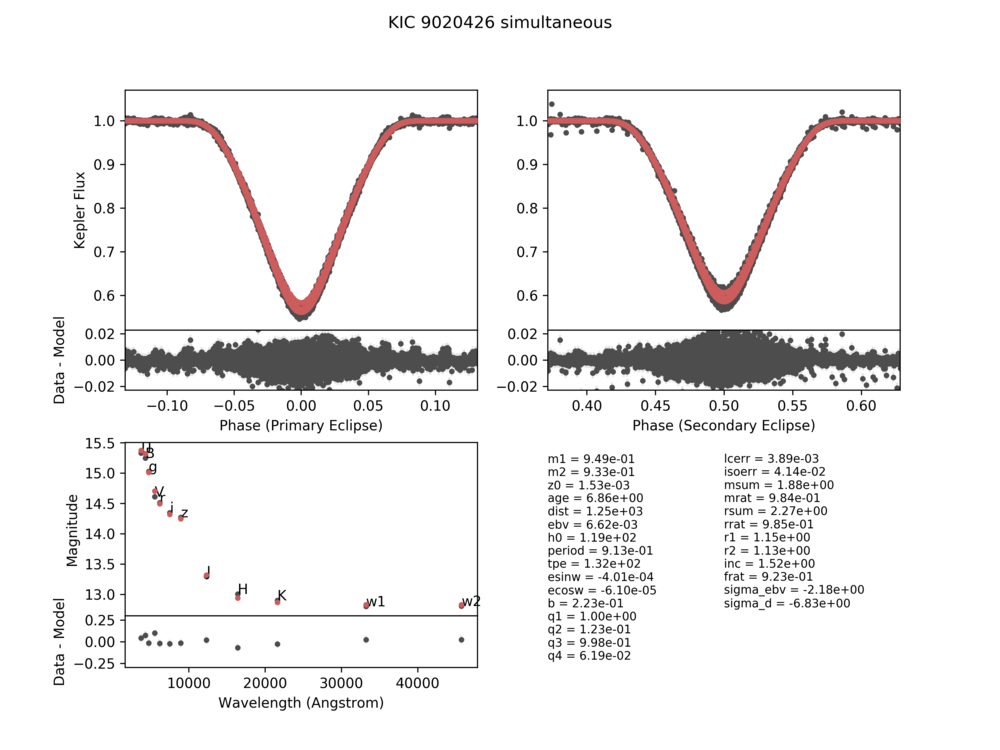 KIC 9020426 simultaneous
1.0
0.9
0.8
0.7
0.6
Kepler Flux
0.02
0.00
−0.02
Data - Model
−0.10 −0.05 0.00 0.05 0.10
Phase (Primary Eclipse)
1.0
0.9
0.8
0.7
0.6
0.02
0.00
−0.02
0.40 0.45 0.50 0.55 0.60
Phase (Secondary Eclipse)
15.5
15.0
14.5
14.0
13.5
13.0
Magnitude
B
g
V
i
z
J
H
K
w1
w2
0.25
0.00
−0.25
Data - Model
10000 20000 30000 40000
Wavelength (Angstrom)
m1 = 9.49e-01
m2 = 9.33e-01
z0 = 1.53e-03
age = 6.86e+00
dist = 1.25e+03
ebv = 6.62e-03
h0 = 1.19e+02
period = 9.13e-01
tpe = 1.32e+02
esinw = -4.01e-04
ecosw = -6.10e-05
b = 2.23e-01
q1 = 1.00e+00
q2 = 1.23e-01
q3 = 9.98e-01
q4 = 6.19e-02
lcerr = 3.89e-03
isoerr = 4.14e-02
msum = 1.88e+00
mrat = 9.84e-01
rsum = 2.27e+00
rrat = 9.85e-01
r1 = 1.15e+00
r2 = 1.13e+00
inc = 1.52e+00
frat = 9.23e-01
sigma_ebv = -2.18e+00
sigma_d = -6.83e+00